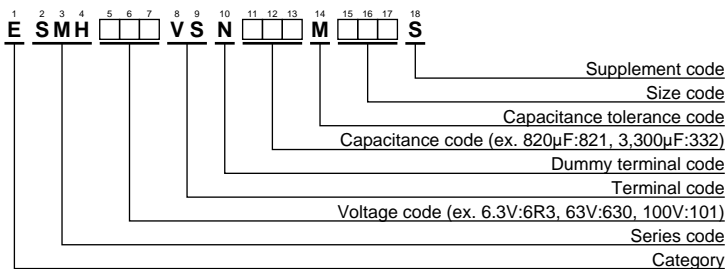 1 2 3 4 5 6 7 8 9 10 11 12 13 14 15 16 17 18
E SMH VS N M S
Supplement code
Size code
Capacitance tolerance code
Capacitance code (ex. 820µF:821, 3,300µF:332)
Dummy terminal code
Terminal code
Voltage code (ex. 6.3V:6R3, 63V:630, 100V:101)
Series code
Category